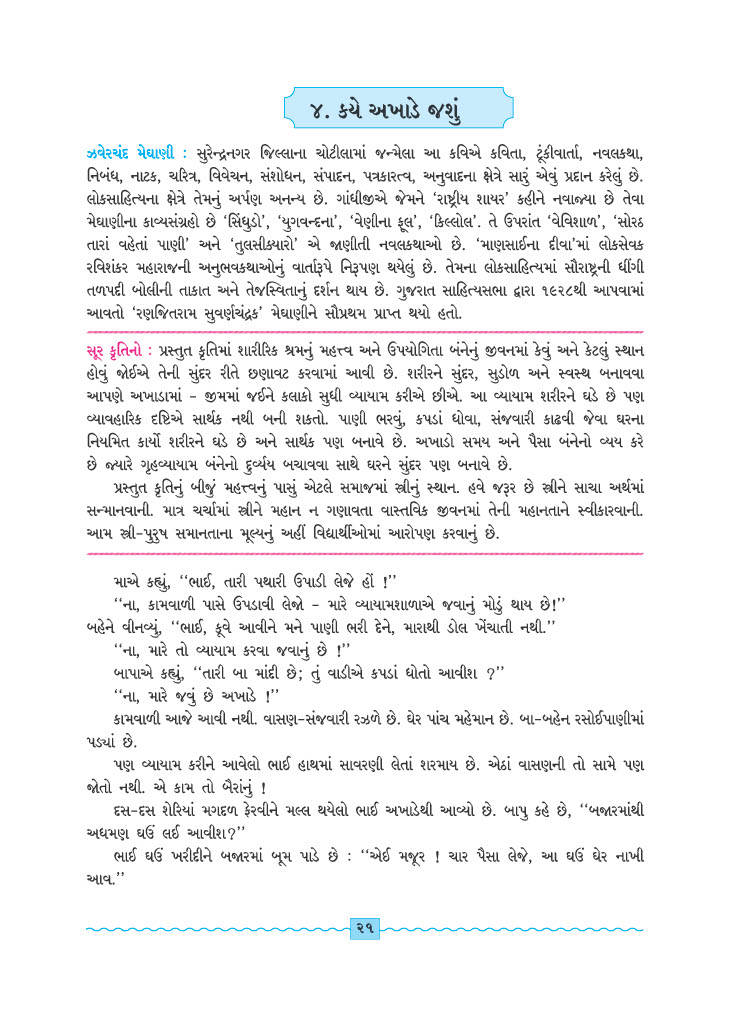 ૪. કયે અખાડે જશું
ઝવેરચંદ મેઘાણી : સુરેન્દ્રનગર જિલ્લાના ચોટીલામાં જન્મેલા આ કવિએ કવિતા, ટૂંકીવાર્તા, નવલકથા,
નિબંધ, નાટક, ચરિત્ર, વિવેચન, સંશોધન, સંપાદન, પત્રકારત્વ, અનુવાદના ક્ષેત્રે સારું એવું પ્રદાન કરેલું છે.
લોકસાહિત્યના ક્ષેત્રે તેમનું અર્પણ અનન્ય છે. ગાંધીજીએ જેમને ‘રાષ્ટ્રીય શાયર’ કહીને નવાજ્યા છે તેવા
મેઘાણીના કાવ્યસંગ્રહો છે ‘સિંધુડો’, ‘યુગવન્દના’, ‘વેણીના ફૂલ’, ‘કિલ્લોલ’. તે ઉપરાંત ‘વેવિશાળ’, ‘સોરઠ
તારાં વહેતાં પાણી’ અને ‘તુલસીક્યારો’ એ જાણીતી નવલકથાઓ છે. ‘માણસાઈના દીવા’માં લોકસેવક
રવિશંકર મહારાજની અનુભવકથાઓનું વાર્તારૂપે નિરૂપણ થયેલું છે. તેમના લોકસાહિત્યમાં સૌરાષ્ટ્રની ધીંગી
તળપદી બોલીની તાકાત અને તેજસ્વિતાનું દર્શન થાય છે. ગુજરાત સાહિત્યસભા દ્વારા ૧૯૨૮થી આપવામાં
આવતો ‘રણજિતરામ સુવર્ણચંદ્રક’ મેઘાણીને સૌપ્રથમ પ્રાપ્ત થયો હતો.
સૂર કૃતિનો : પ્રસ્તુત કૃતિમાં શારીરિક શ્રમનું મહત્ત્વ અને ઉપયોગિતા બંનેનું જીવનમાં કેવું અને કેટલું સ્થાન
હોવું જોઈએ તેની સુંદર રીતે છણાવટ કરવામાં આવી છે. શરીરને સુંદર, સુડોળ અને સ્વસ્થ બનાવવા
આપણે અખાડામાં - જીમમાં જઈને કલાકો સુધી વ્યાયામ કરીએ છીએ. આ વ્યાયામ શરીરને ઘડે છે પણ
વ્યાવહારિક દૃષ્ટિએ સાર્થક નથી બની શકતો. પાણી ભરવું, કપડાં ધોવા, સંજવારી કાઢવી જેવા ઘરના
નિયમિત કાર્યો શરીરને ઘડે છે અને સાર્થક પણ બનાવે છે. અખાડો સમય અને પૈસા બંનેનો વ્યય કરે
છે જ્યારે ગૃહવ્યાયામ બંનેનો દુર્વ્યય બચાવવા સાથે ઘરને સુંદર પણ બનાવે છે.
પ્રસ્તુત કૃતિનું બીજું મહત્ત્વનું પાસું એટલે સમાજમાં સ્ત્રીનું સ્થાન. હવે જરૂર છે સ્ત્રીને સાચા અર્થમાં
સન્માનવાની. માત્ર ચર્ચામાં સ્ત્રીને મહાન ન ગણાવતા વાસ્તવિક જીવનમાં તેની મહાનતાને સ્વીકારવાની.
આમ સ્ત્રી-પુરુષ સમાનતાના મૂલ્યનું અહીં વિદ્યાર્થીઓમાં આરોપણ કરવાનું છે.
માએ કહ્યું, ‘‘ભાઈ, તારી પથારી ઉપાડી લેજે હોં !’’
‘‘ના, કામવાળી પાસે ઉપડાવી લેજો - મારે વ્યાયામશાળાએ જવાનું મોડું થાય છે!’’
બહેને વીનવ્યું, ‘‘ભાઈ, કૂવે આવીને મને પાણી ભરી દેને, મારાથી ડોલ ખેંચાતી નથી.’’
‘‘ના, મારે તો વ્યાયામ કરવા જવાનું છે !’’
બાપાએ કહ્યું, ‘‘તારી બા માંદી છે; તું વાડીએ કપડાં ધોતો આવીશ ?’’
‘‘ના, મારે જવું છે અખાડે !’’
કામવાળી આજે આવી નથી. વાસણ-સંજવારી રઝળે છે. ઘેર પાંચ મહેમાન છે. બા-બહેન રસોઈપાણીમાં
પડ્યાં છે.
પણ વ્યાયામ કરીને આવેલો ભાઈ હાથમાં સાવરણી લેતાં શરમાય છે. એઠાં વાસણની તો સામે પણ
જોતો નથી. એ કામ તો બૈરાંનું !
દસ-દસ શેરિયાં મગદળ ફેરવીને મલ્લ થયેલો ભાઈ અખાડેથી આવ્યો છે. બાપુ કહે છે, ‘‘બજારમાંથી
અધમણ ઘઉં લઈ આવીશ?’’
ભાઈ ઘઉં ખરીદીને બજારમાં બૂમ પાડે છે : ‘‘એઈ મજૂર ! ચાર પૈસા લેજે, આ ઘઉં ઘેર નાખી
આવ.’’
૨૧